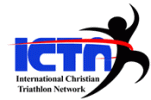 ICTN
International Christian
Triathlon Network